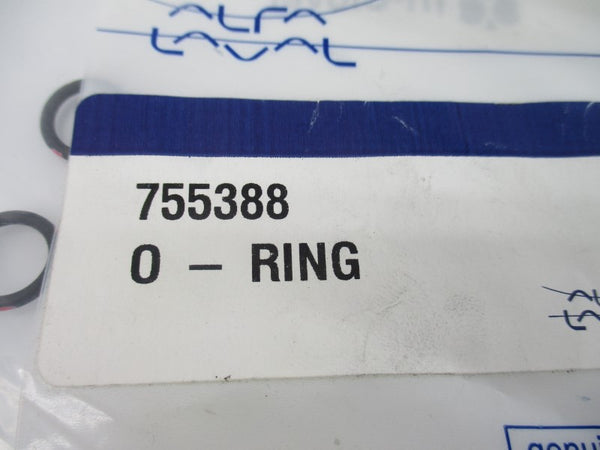 ALFA
LAVAL
755388
O – RING